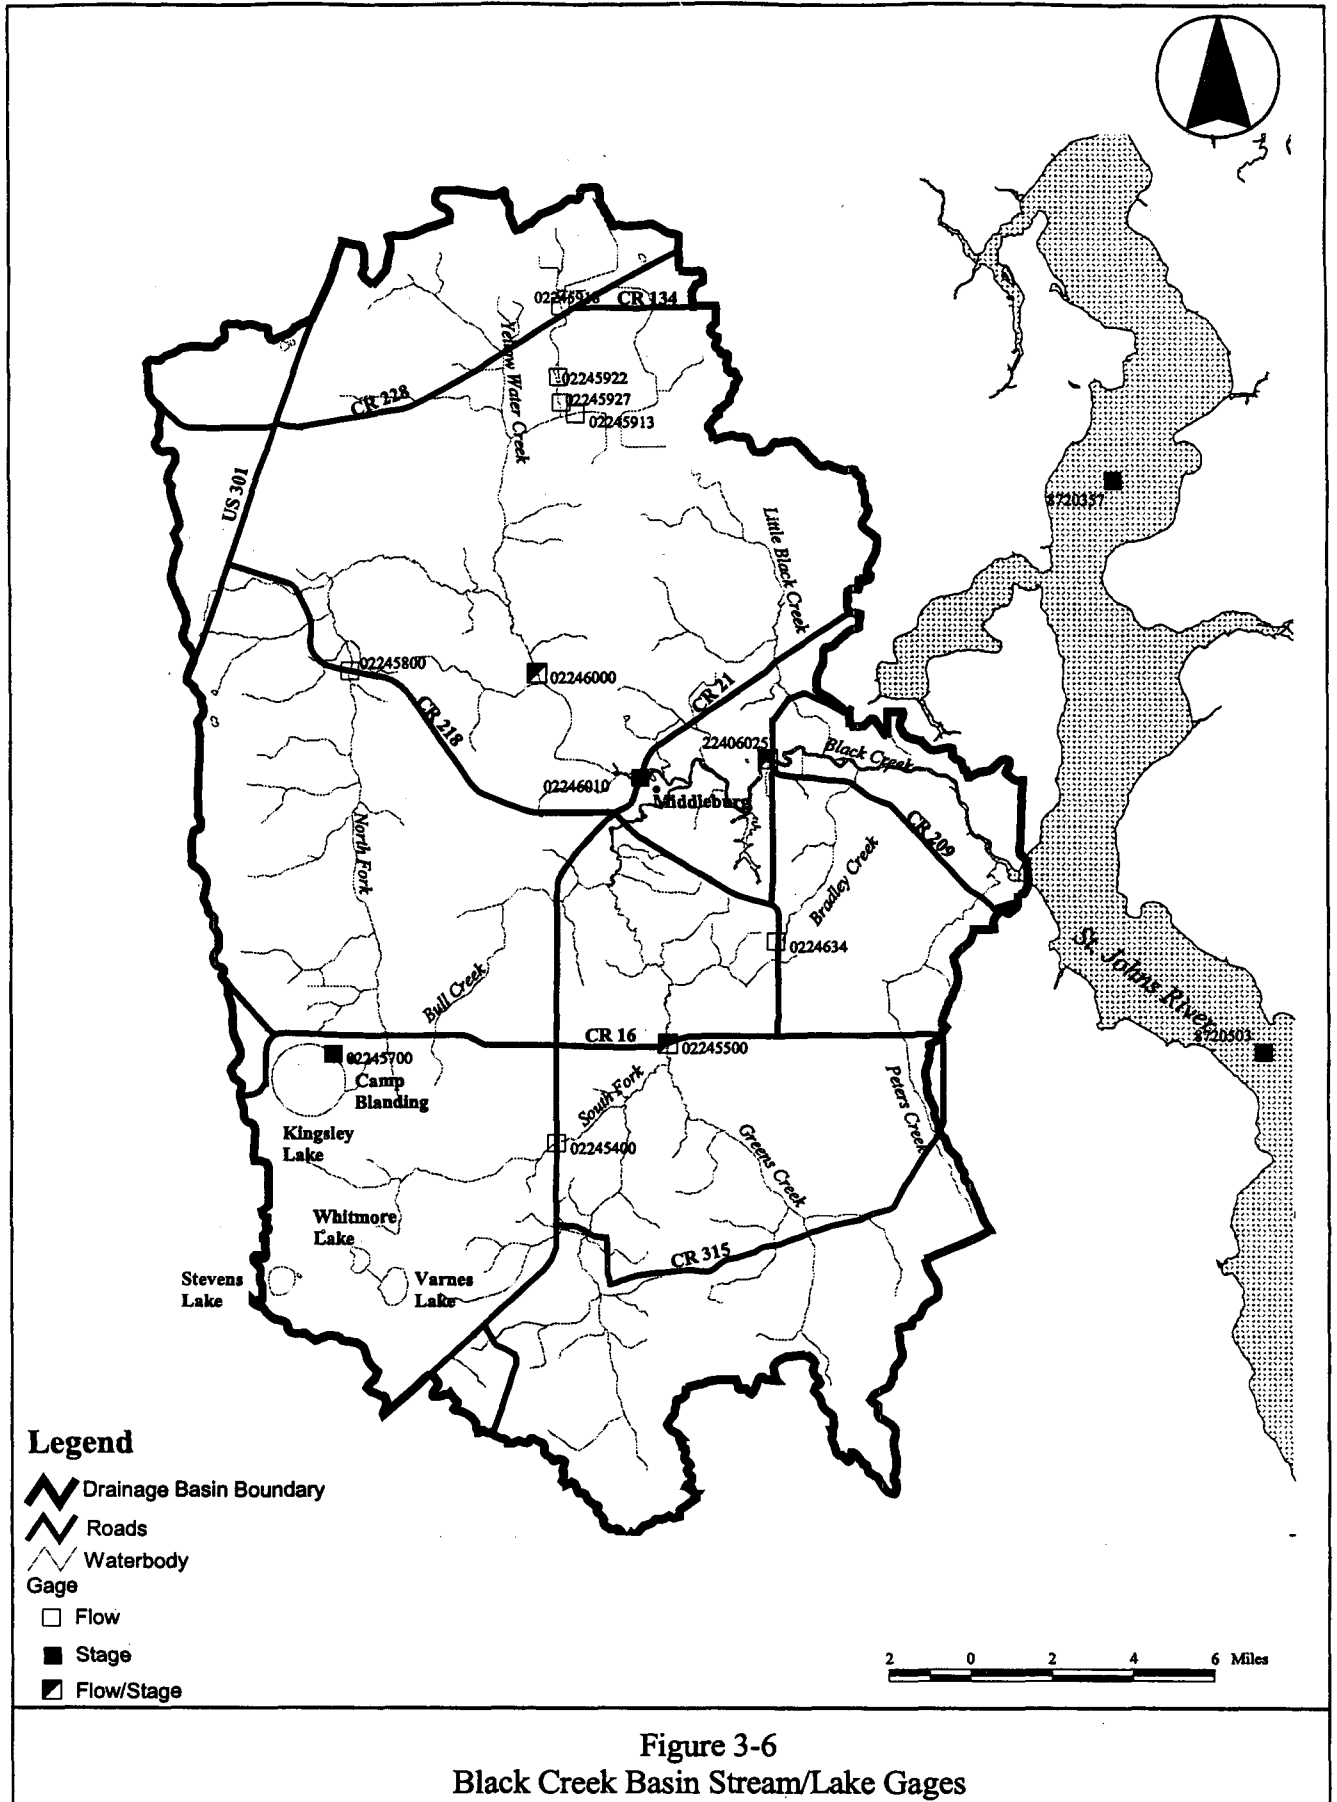 02245916
CR 134
Yellow Water Creek
02245922
02245927
02245913
CR 228
US 301
8720357
Little Black Creek
02245800
02246000
CR 21
CR 218
22406025
Black Creek
02246010
Middleburg
CR 209
North Fork
Bradley Creek
0224634
St. Johns River
Bull Creek
CR 16
02245500
8720503
02245700
Camp
Blanding
South Fork
Peters Creek
Kingsley
Lake
02245400
Greens Creek
Whitmore
Lake
CR 315
Stevens
Lake
Varnes
Lake
Legend
Drainage Basin Boundary
Roads
Waterbody
Gage
Flow
Stage
Flow/Stage
2 0 2 4 6 Miles
Figure 3-6
Black Creek Basin Stream/Lake Gages